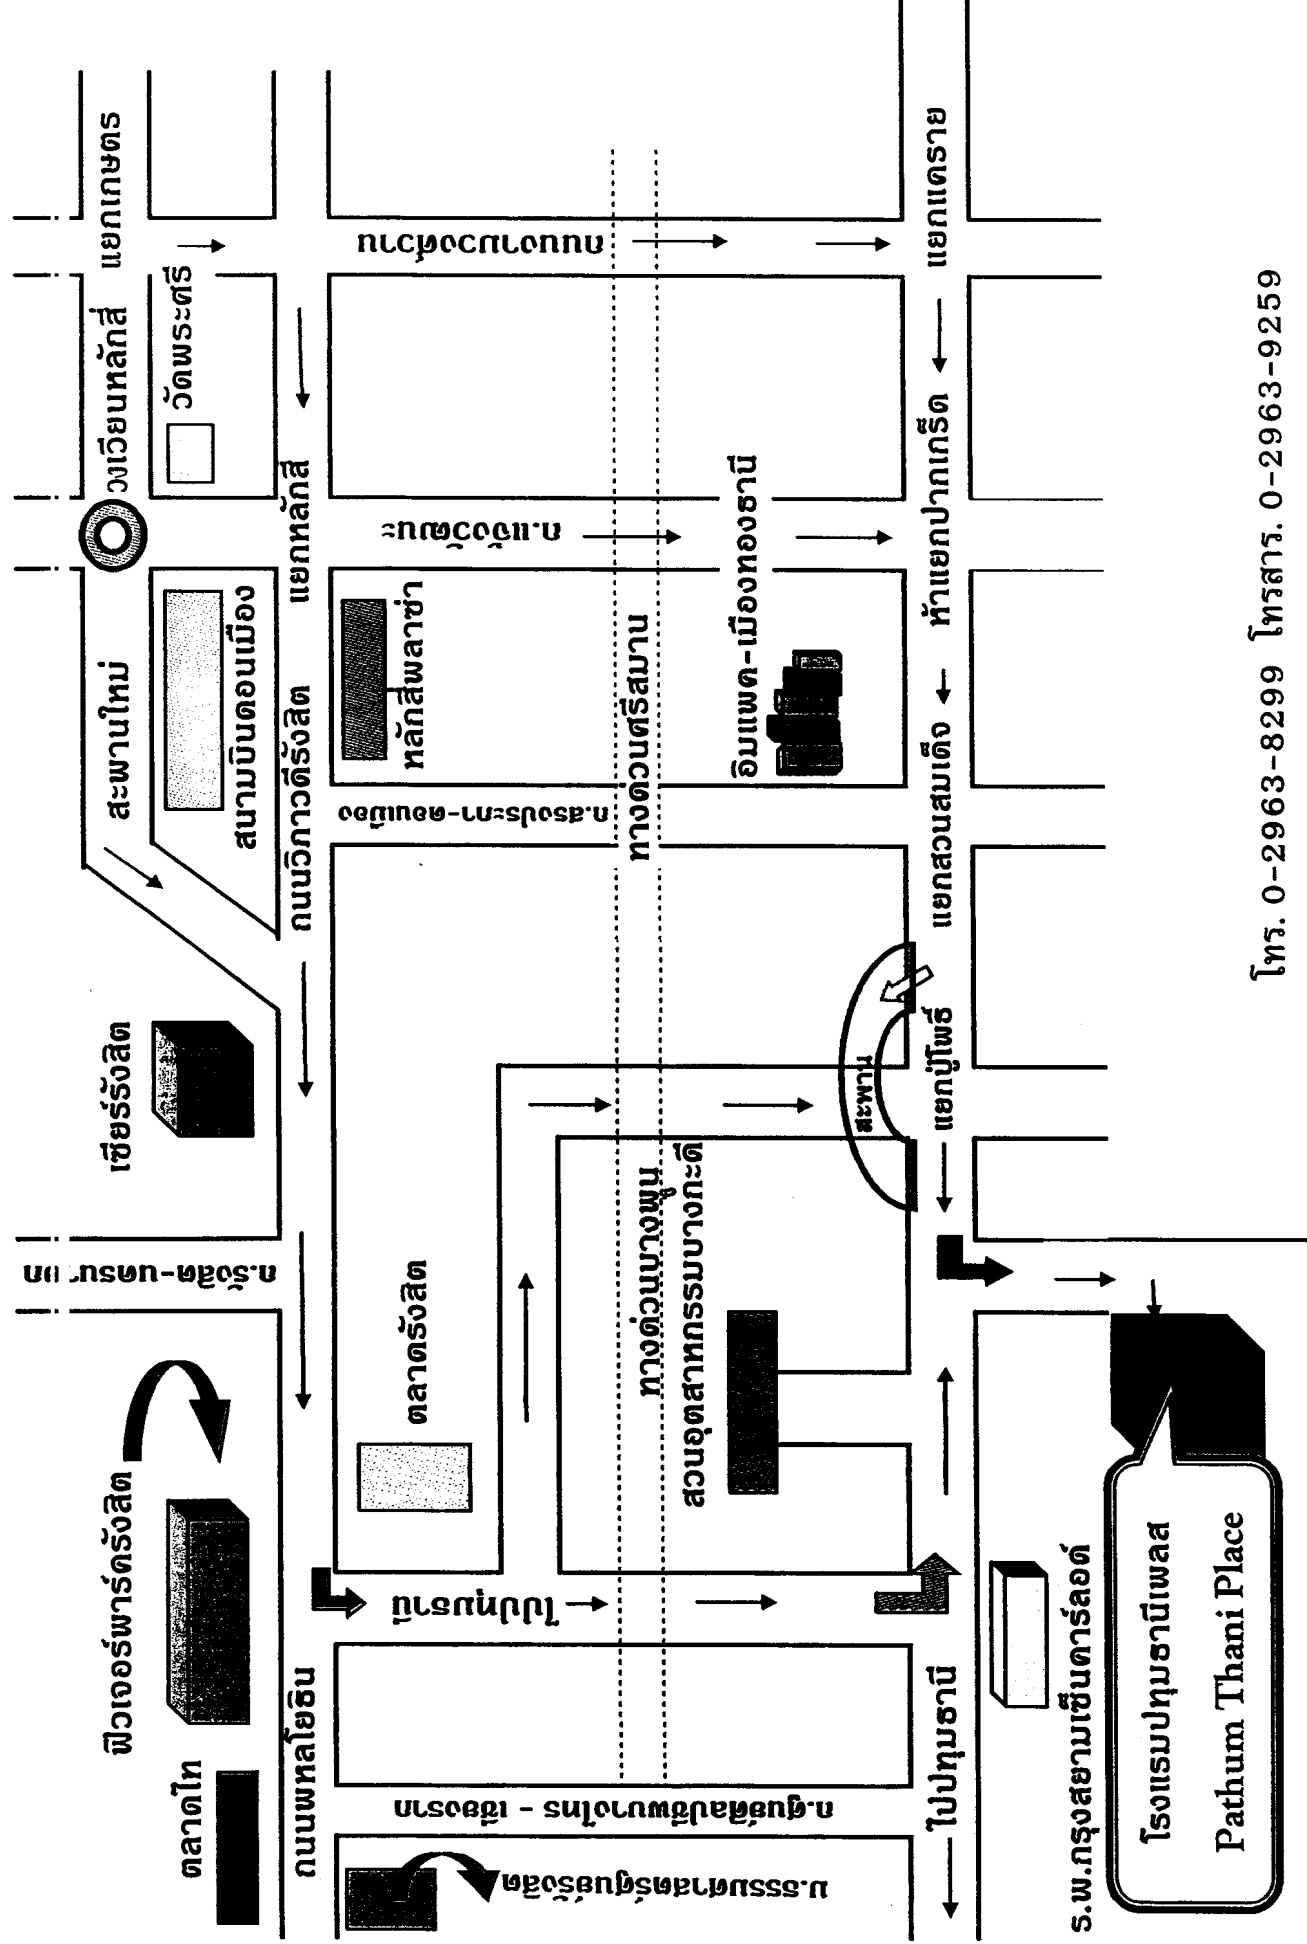 แยกเกษตร
วงเวียนหลักสี่
สะพานใหม่
วัดพระศรี
สนามบินดอนเมือง
เซียร์รังสิต
ถ.รังสิต-นครนายก
ฟิวเจอร์พาร์ครังสิต
ตลาดไท
แยกหลักสี่
ถนนวิภาวดีรังสิต
ถนนพหลโยธิน
ถนนงามวงศ์วาน
ถ.แจ้งวัฒนะ
หลักสี่พลาซ่า
ถ.สรงประภา-ดอนเมือง
ตลาดรังสิต
ไปปทุมธานี
ถ.ศูนย์ศิลปชีพบางไทร - เชียงราก
ม.ธรรมศาสตร์ศูนย์รังสิต
ทางด่วนศรีสมาน
ทางด่วนบางพูน
อิมแพค-เมืองทองธานี
สวนอุตสาหกรรมบางกะดี
สะพาน
แยกแคราย
ห้าแยกปากเกร็ด
แยกสวนสมเด็จ
แยกปู่โพธิ์
ไปปทุมธานี
ร.พ.กรุงสยามเซ็นคาร์ลอด์
โรงแรมปทุมธานีเพลส
Pathum Thani Place
โทร. 0-2963-8299 โทรสาร. 0-2963-9259